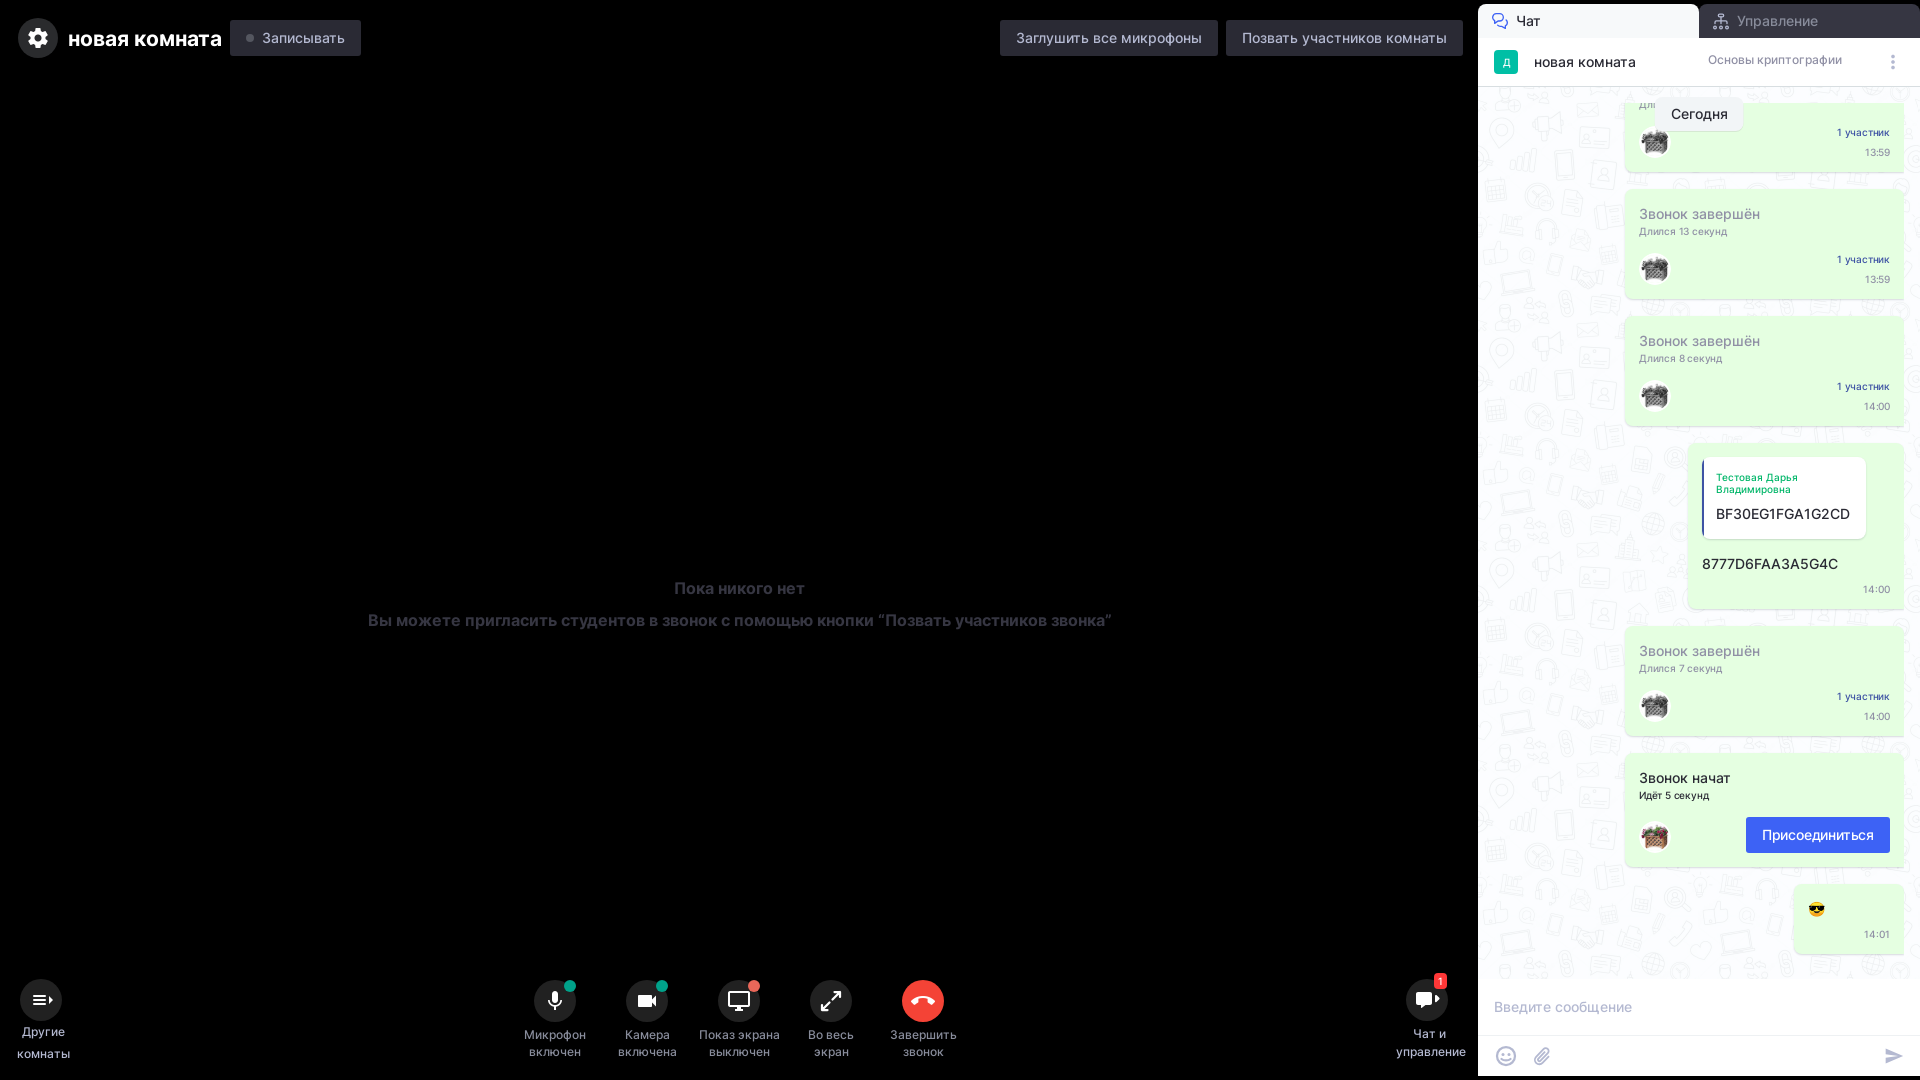 новая комната
Записывать
Заглушить все микрофоны
Позвать участников комнаты
Чат
Управление
Д
новая комната
Основы криптографии
Сегодня
1 участник
13:59
Звонок завершён
Длился 13 секунд
1 участник
13:59
Звонок завершён
Длился 8 секунд
1 участник
14:00
Тестовая Дарья
Владимировна
BF30EG1FGA1G2CD
8777D6FAA3A5G4C
14:00
Звонок завершён
Длился 7 секунд
1 участник
14:00
Звонок начат
Идёт 5 секунд
Присоединиться
14:01
Введите сообщение
Пока никого нет
Вы можете пригласить студентов в звонок с помощью кнопки “Позвать участников звонка”
Другие
комнаты
Микрофон
включен
Камера
включена
Показ экрана
выключен
Во весь
экран
Завершить
звонок
1
Чат и
управление